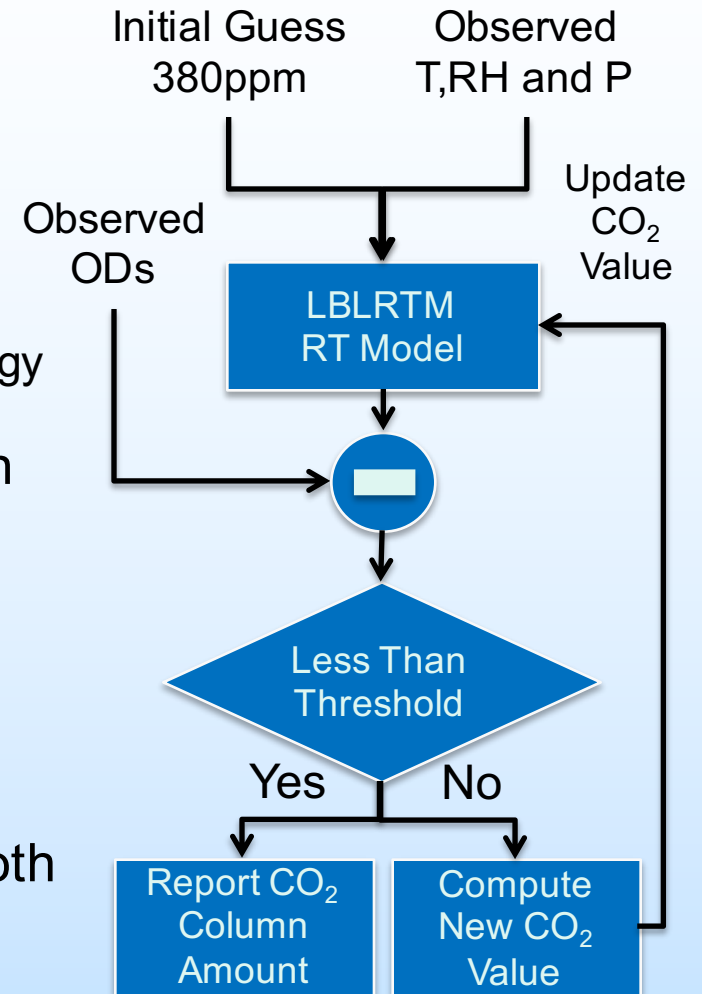 Initial Guess
380ppm
Observed
T,RH and P
Update
CO₂
Value
Observed
ODs
LBLRTM
RT Model
Less Than
Threshold
Yes
No
Report CO₂
Column
Amount
Compute
New CO₂
Value